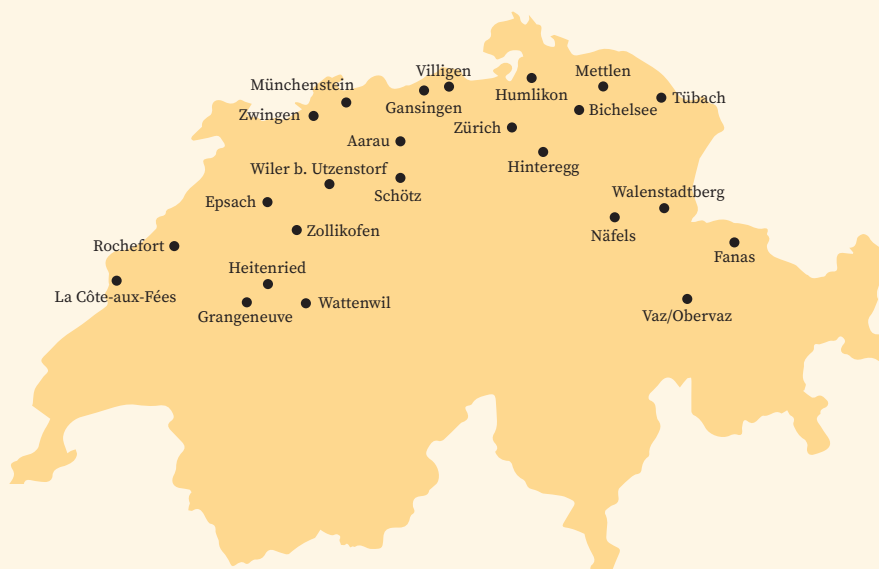 Villigen
Mettlen
Münchenstein
Humlikon
Tübach
Gansingen
Bichelsee
Zwingen
Zürich
Aarau
Hinteregg
Wiler b. Utzenstorf
Schötz
Walenstadtberg
Epsach
Zollikofen
Näfels
Rochefort
Fanas
Heitenried
La Côte-aux-Fées
Wattenwil
Grangeneuve
Vaz/Obervaz